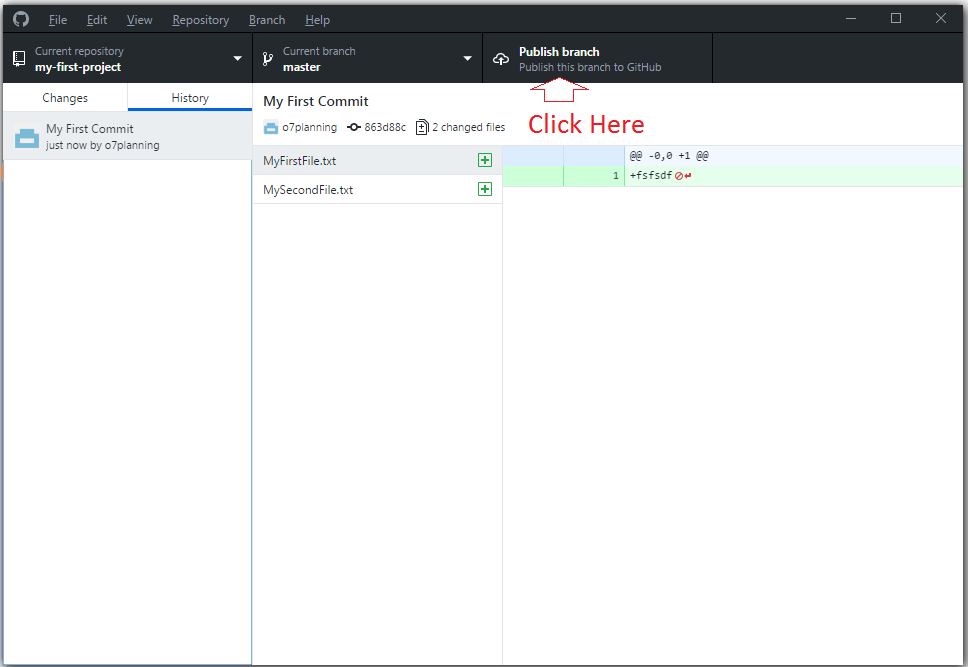 File Edit View Repository Branch Help
Current repository
my-first-project
Current branch
master
Publish branch
Publish this branch to GitHub
Click Here
Changes
History
My First Commit
just now by o7planning
My First Commit
o7planning 863d88c 2 changed files
MyFirstFile.txt
MySecondFile.txt
@@ -0,0 +1 @@
1 +fsfsdf